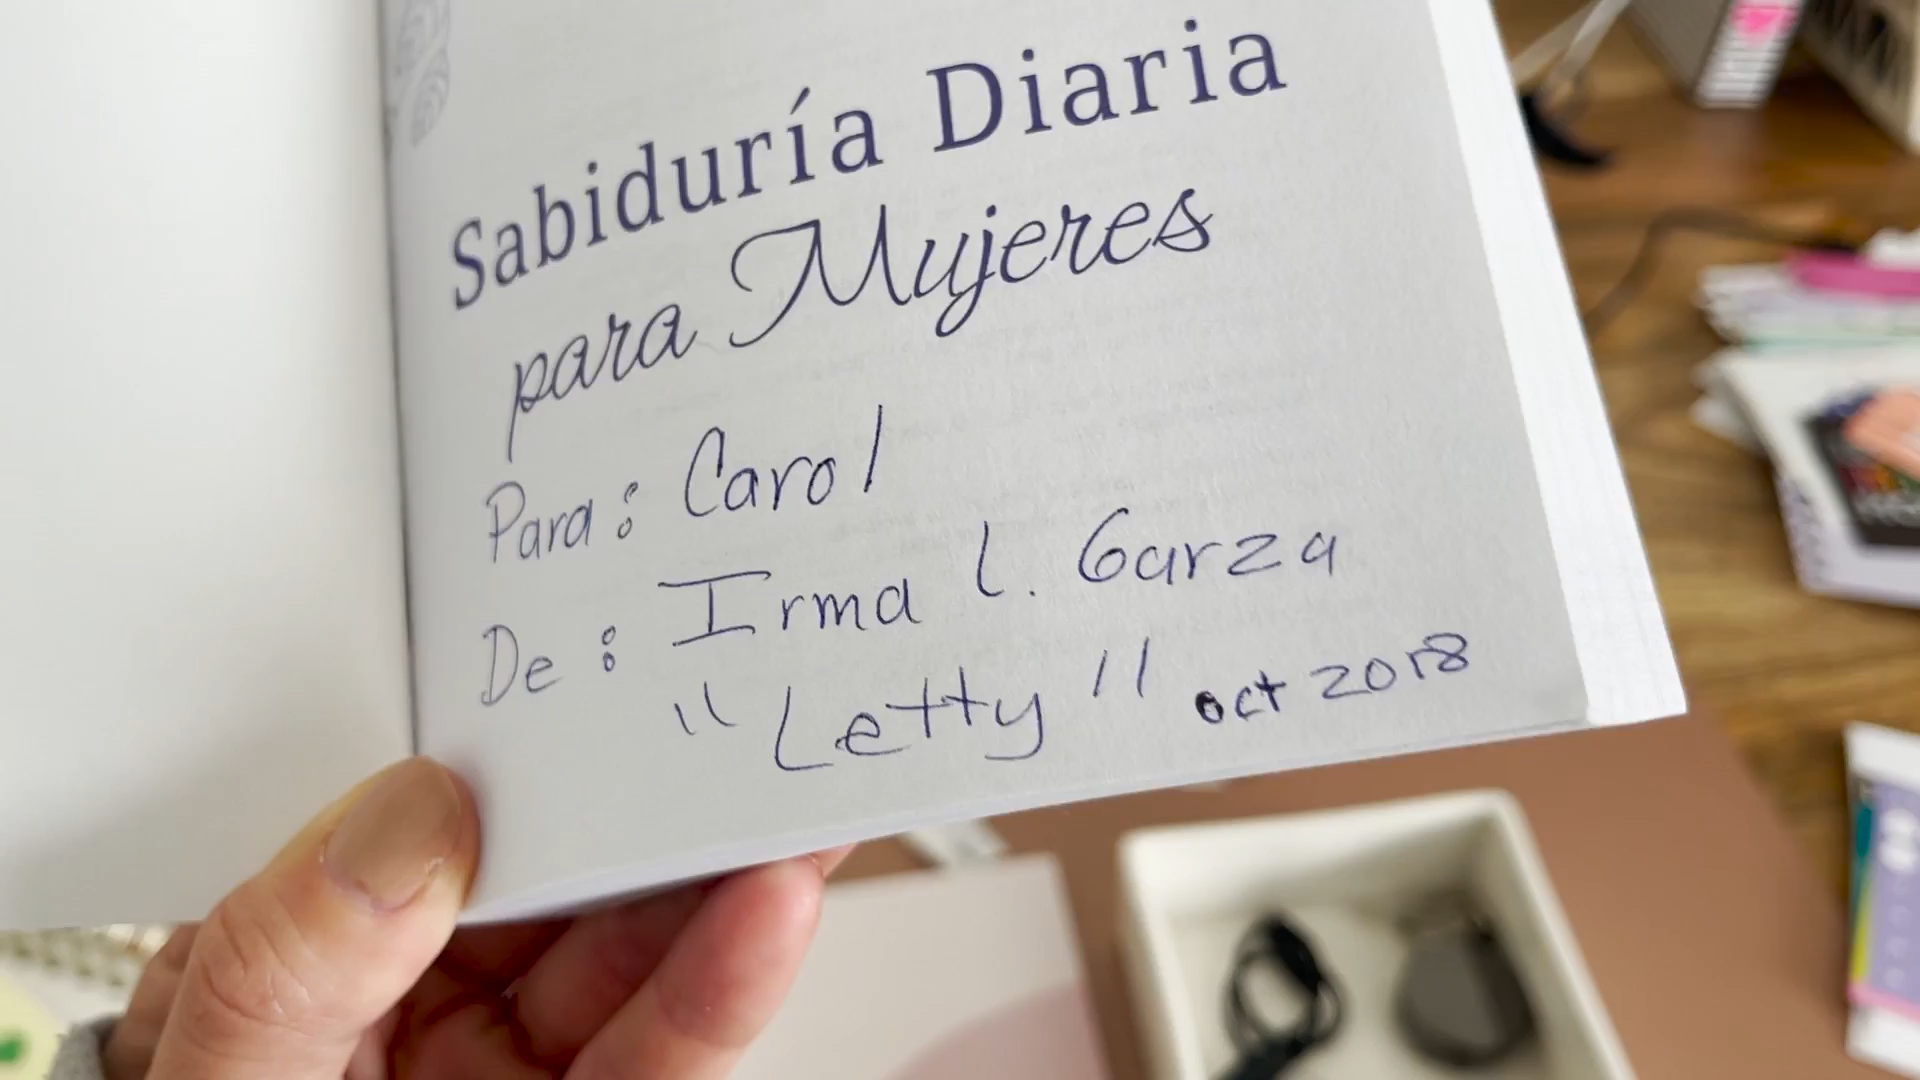 Sabiduría Diaria
para Mujeres
Para: Carol
De: Irma L. Garza
"Letty" oct 2018